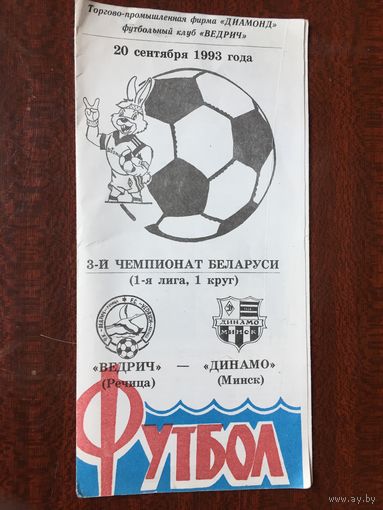 Торгово-промышленная фирма «ДИАМОНД»
футбольный клуб «ВЕДРИЧ»
20 сентября 1993 года
3-Й ЧЕМПИОНАТ БЕЛАРУСИ
(1-я лига, 1 круг)
ДИНАМО
МИНСК
«ВЕДРИЧ» — «ДИНАМО»
(Речица) (Минск)
ФУТБОЛ
www.ay.by